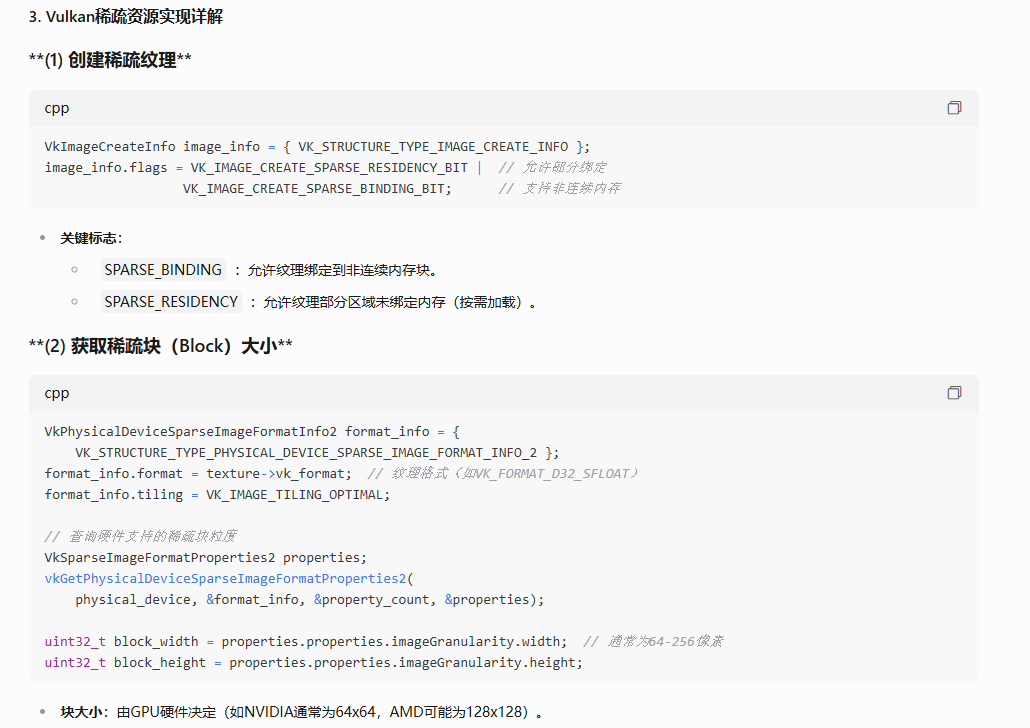 3. Vulkan稀疏资源实现详解
**(1) 创建稀疏纹理**
cpp
VkImageCreateInfo image_info = { VK_STRUCTURE_TYPE_IMAGE_CREATE_INFO };
image_info.flags = VK_IMAGE_CREATE_SPARSE_RESIDENCY_BIT |  // 允许部分绑定
VK_IMAGE_CREATE_SPARSE_BINDING_BIT;      // 支持非连续内存
关键标志：
SPARSE_BINDING ：允许纹理绑定到非连续内存块。
SPARSE_RESIDENCY ：允许纹理部分区域未绑定内存（按需加载）。
**(2) 获取稀疏块（Block）大小**
cpp
VkPhysicalDeviceSparseImageFormatInfo2 format_info = {
VK_STRUCTURE_TYPE_PHYSICAL_DEVICE_SPARSE_IMAGE_FORMAT_INFO_2 };
format_info.format = texture->vk_format;  // 纹理格式（如VK_FORMAT_D32_SFLOAT）
format_info.tiling = VK_IMAGE_TILING_OPTIMAL;
// 查询硬件支持的稀疏块粒度
VkSparseImageFormatProperties2 properties;
vkGetPhysicalDeviceSparseImageFormatProperties2(
physical_device, &format_info, &property_count, &properties);
uint32_t block_width = properties.properties.imageGranularity.width;  // 通常为64-256像素
uint32_t block_height = properties.properties.imageGranularity.height;
块大小：由GPU硬件决定（如NVIDIA通常为64x64，AMD可能为128x128）。